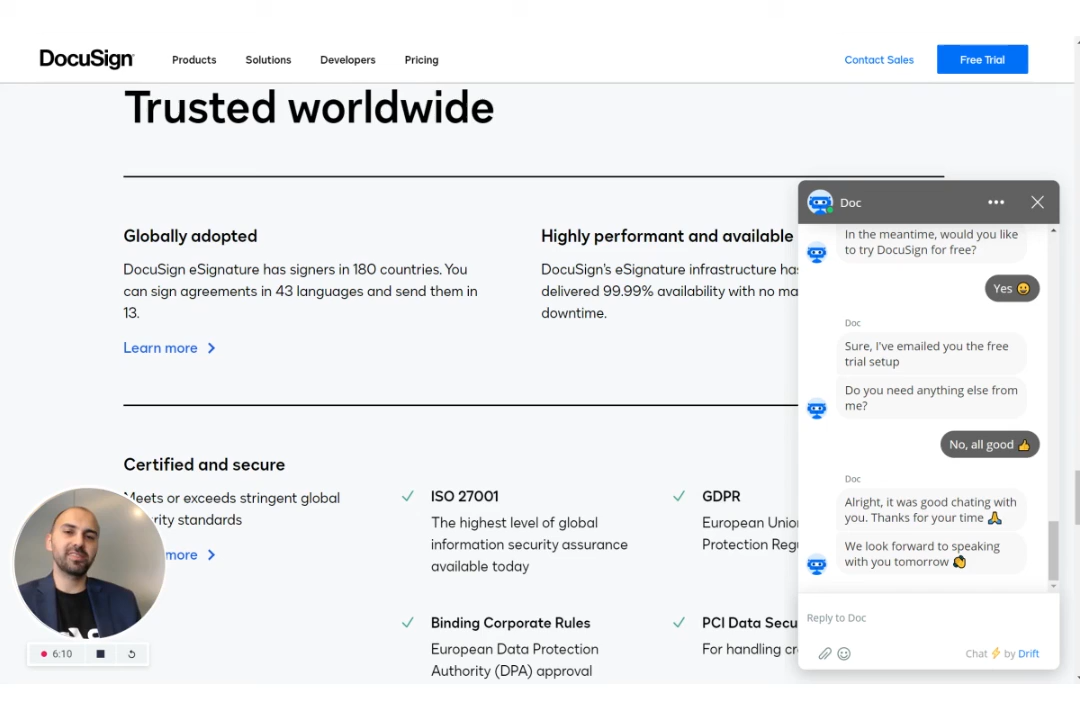 DocuSign
Products
Solutions
Developers
Pricing
Contact Sales
Free Trial
Trusted worldwide
Globally adopted
DocuSign eSignature has signers in 180 countries. You
can sign agreements in 43 languages and send them in
13.
Learn more
Highly performant and available
DocuSign's eSignature infrastructure has
delivered 99.99% availability with no
downtime.
Certified and secure
Meets or exceeds stringent global
standards
more
ISO 27001
The highest level of global
information security assurance
available today
GDPR
European Union
Protection
Binding Corporate Rules
European Data Protection
Authority (DPA) approval
PCI Data
For handling
Doc
In the meantime, would you like
to try DocuSign for free?
Yes 😀
Doc
Sure, I've emailed you the free
trial setup
Do you need anything else from
me?
No, all good 👍
Doc
Alright, it was good chating with
you. Thanks for your time 🙏
We look forward to speaking
with you tomorrow 👏
Reply to Doc
Chat ⚡ by Drift
6:10